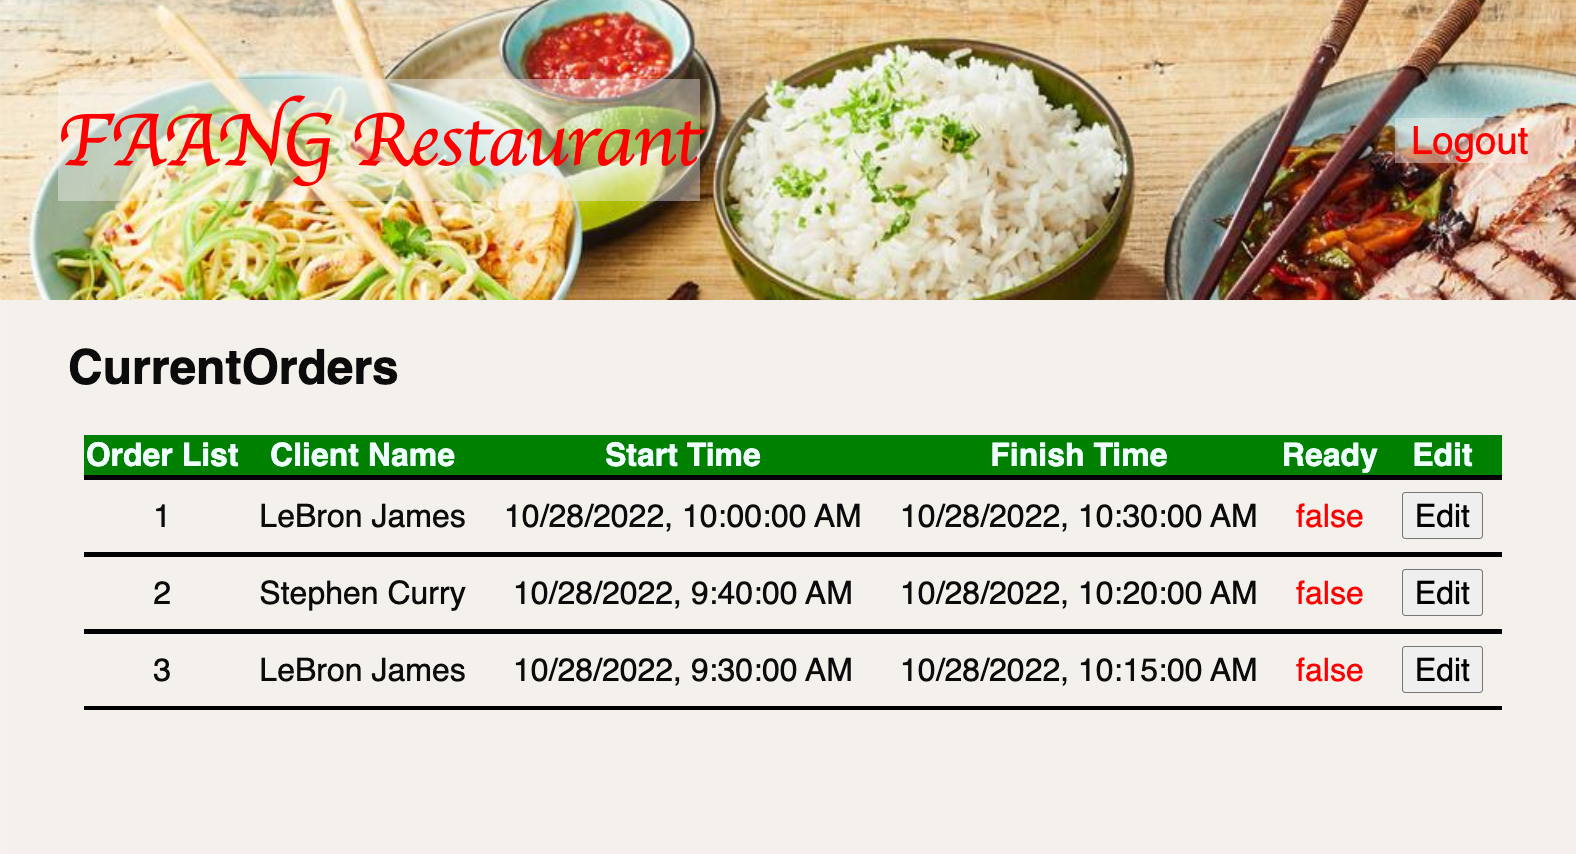 FAANG Restaurant
Logout
CurrentOrders
Order List Client Name Start Time Finish Time Ready Edit
1 LeBron James 10/28/2022, 10:00:00 AM 10/28/2022, 10:30:00 AM false Edit
2 Stephen Curry 10/28/2022, 9:40:00 AM 10/28/2022, 10:20:00 AM false Edit
3 LeBron James 10/28/2022, 9:30:00 AM 10/28/2022, 10:15:00 AM false Edit